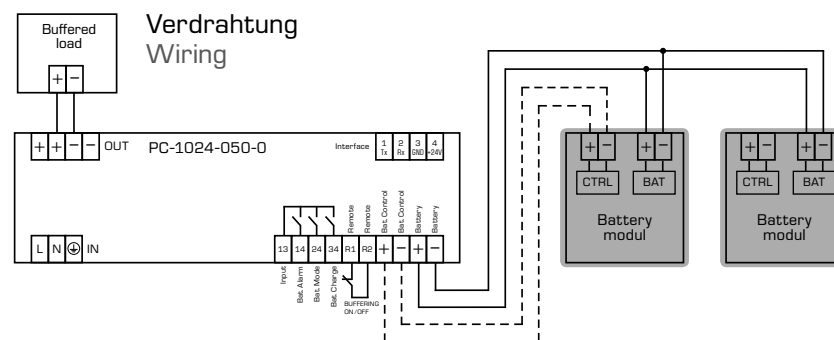 Verdrahtung
Wiring
Buffered
load
+ −
+ + − − OUT
PC-1024-050-0
Interface
1 2 3 4
Tx Rx GND +24V
L N IN
Remote
Remote
Bat. Control
Bat. Control
Battery
Battery
13 14 24 34 R1 R2 + − + −
Input
Bat. Alarm
Bat. Mode
Bat. Charge
BUFFERING
ON/OFF
+ − + −
CTRL BAT
Battery
modul
+ − + −
CTRL BAT
Battery
modul